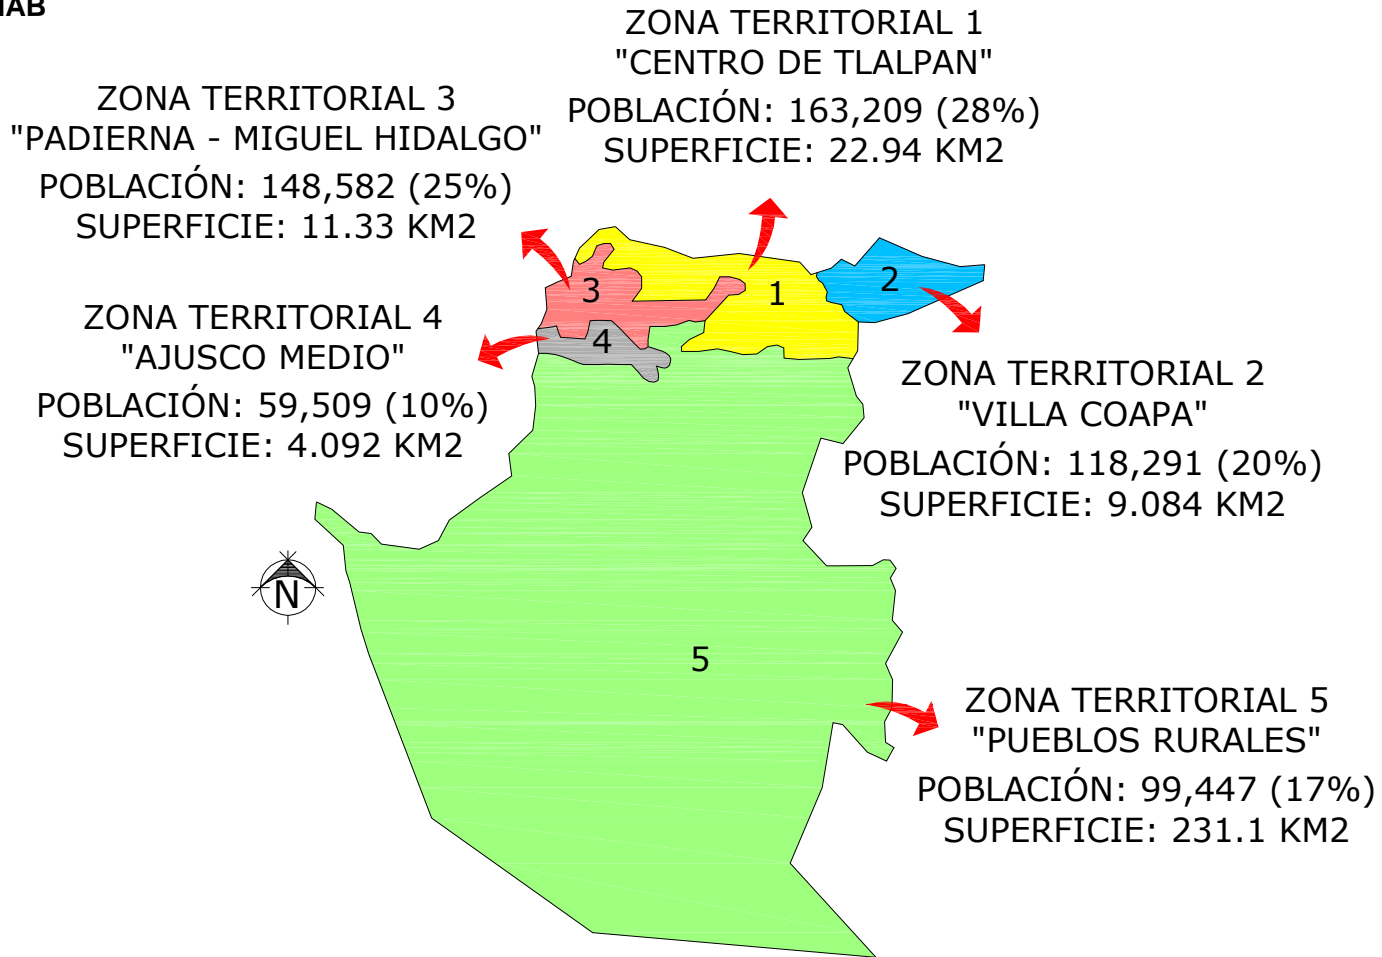 ZONA TERRITORIAL 1
"CENTRO DE TLALPAN"
POBLACIÓN: 163,209 (28%)
SUPERFICIE: 22.94 KM2
ZONA TERRITORIAL 3
"PADIERNA - MIGUEL HIDALGO"
POBLACIÓN: 148,582 (25%)
SUPERFICIE: 11.33 KM2
ZONA TERRITORIAL 4
"AJUSCO MEDIO"
POBLACIÓN: 59,509 (10%)
SUPERFICIE: 4.092 KM2
3
1
2
4
ZONA TERRITORIAL 2
"VILLA COAPA"
POBLACIÓN: 118,291 (20%)
SUPERFICIE: 9.084 KM2
N
5
ZONA TERRITORIAL 5
"PUEBLOS RURALES"
POBLACIÓN: 99,447 (17%)
SUPERFICIE: 231.1 KM2